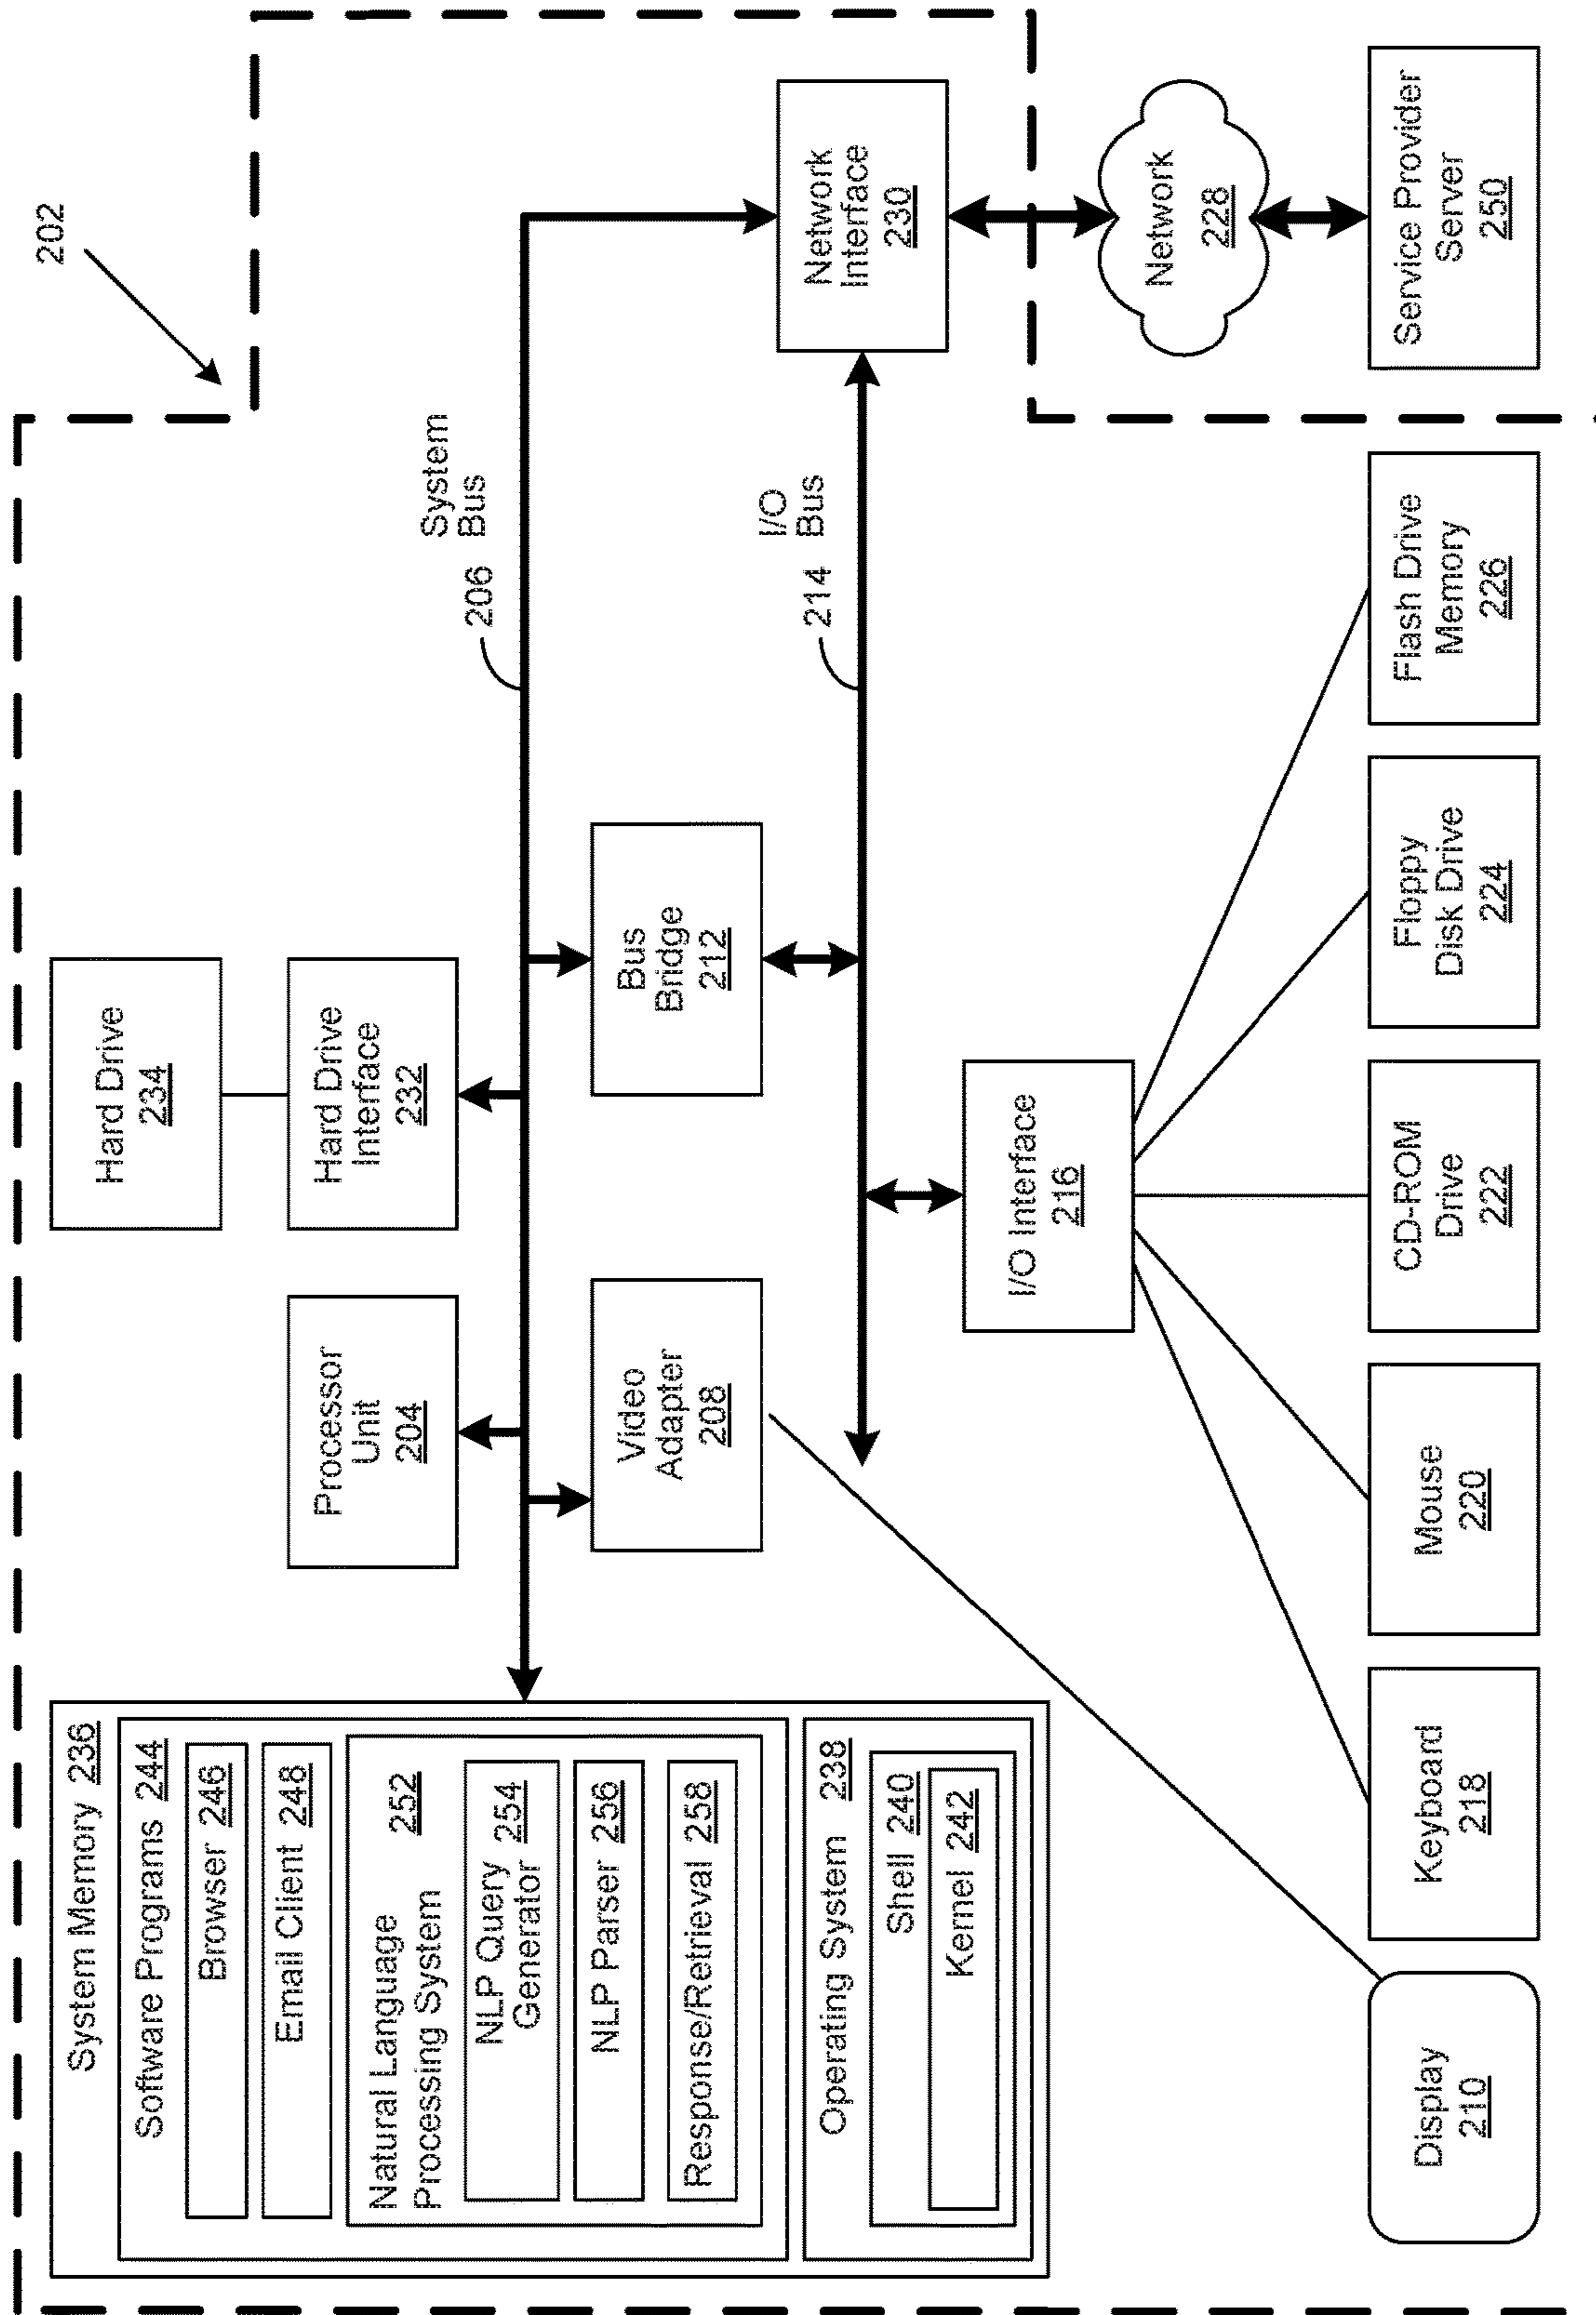 202
System Memory 236
Software Programs 244
Browser 246
Email Client 248
Natural Language
Processing System
252
NLP Query
Generator
254
NLP Parser 256
Response/Retrieval 258
Operating System 238
Shell 240
Kernel 242
Processor
Unit
204
Hard Drive
234
Hard Drive
Interface
232
System
Bus
206
Video
Adapter
208
Bus
Bridge
212
I/O
Bus
214
Network
Interface
230
I/O Interface
216
Network
228
Display
210
Keyboard
218
Mouse
220
CD-ROM
Drive
222
Floppy
Disk Drive
224
Flash Drive
Memory
226
Service Provider
Server
250